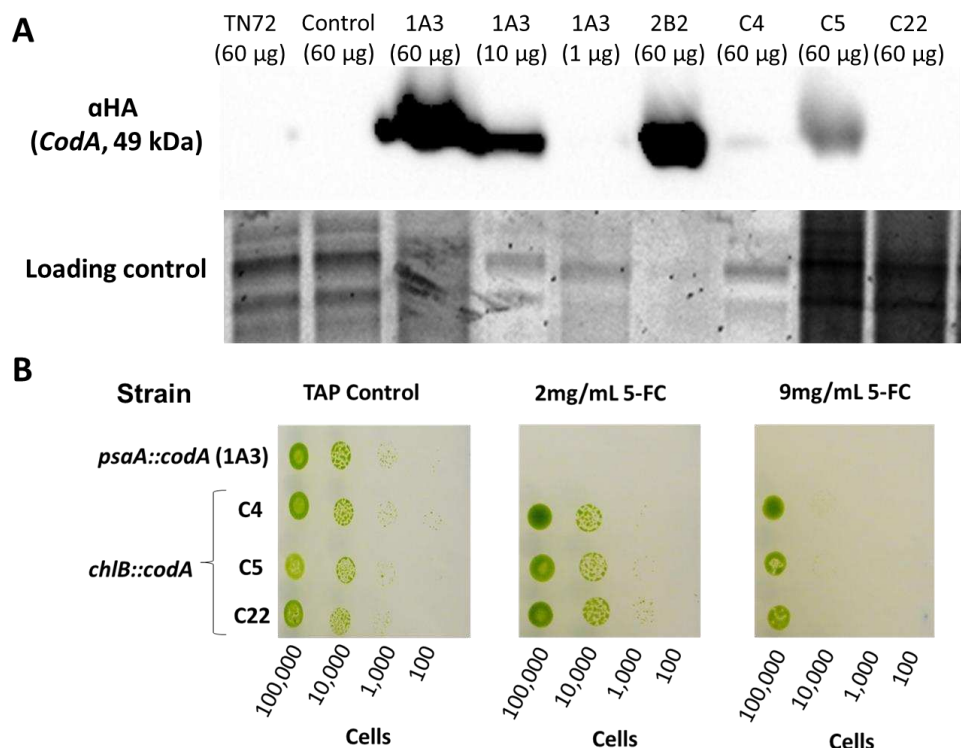 A
TN72 Control 1A3 1A3 1A3 2B2 C4 C5 C22
(60 µg) (60 µg) (60 µg) (10 µg) (1 µg) (60 µg) (60 µg) (60 µg) (60 µg)
αHA
(CodA, 49 kDa)
Loading control
B
Strain TAP Control 2mg/mL 5-FC 9mg/mL 5-FC
psaA::codA (1A3)
C4
chlB::codA C5
C22
100,000 10,000 1,000 100 100,000 10,000 1,000 100 100,000 10,000 1,000 100
Cells Cells Cells